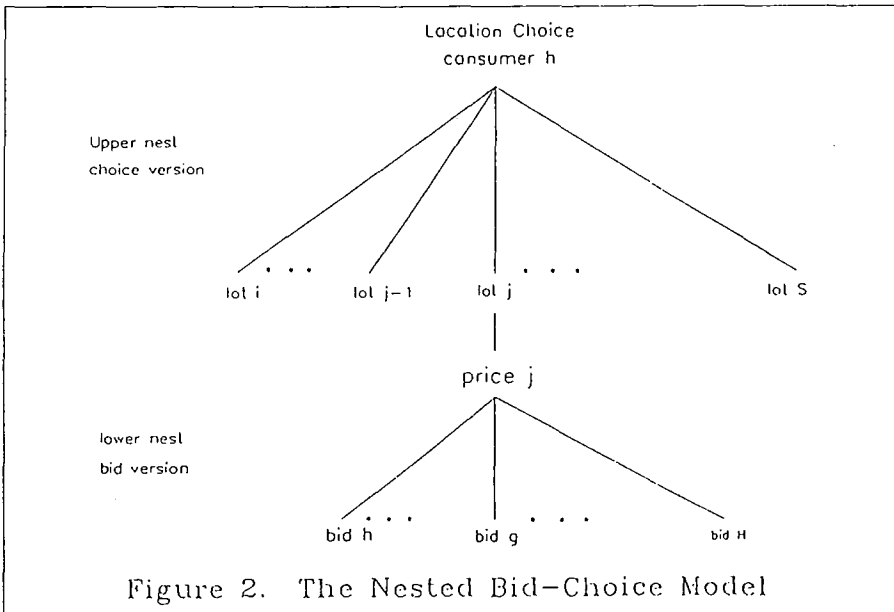 Location Choice
consumer h
Upper nest
choice version
lot i . . . lot j-1 lot j . . . lot S
price j
lower nest
bid version
bid h . . . bid g . . . bid H
Figure 2. The Nested Bid-Choice Model